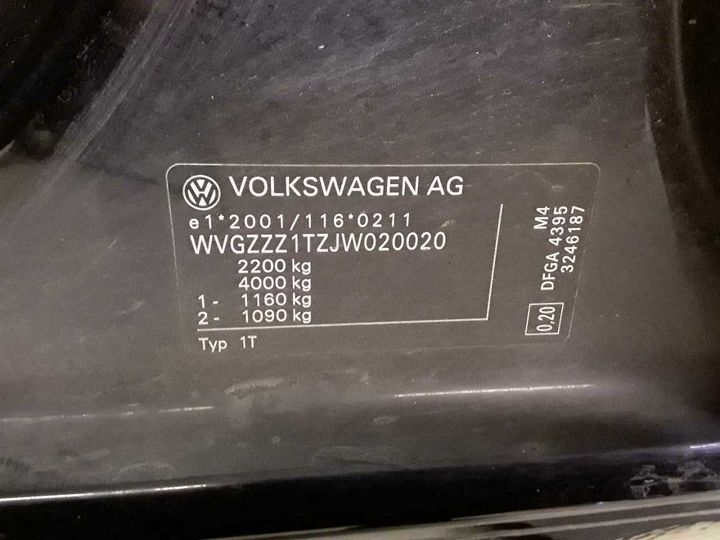 VOLKSWAGEN AG
e1*2001/116*0211
WVGZZZ1TZJW020020
2200 kg
4000 kg
1- 1160 kg
2- 1090 kg
Typ 1T
M4
DFGA 4395
3246187
0,20